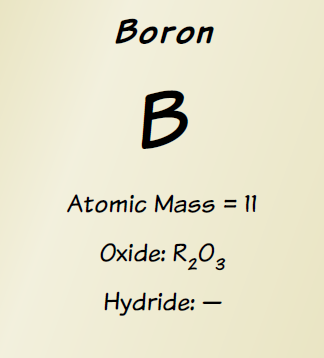 Boron
B
Atomic Mass = 11
Oxide: R₂O₃
Hydride: —